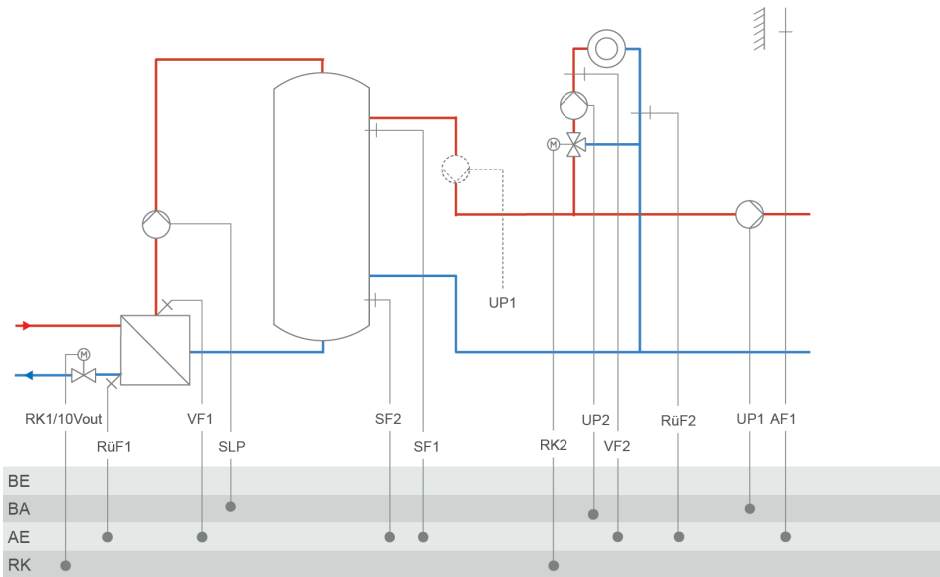 M
M
UP1
RK1/10Vout
VF1
SF2
UP2
RüF2
UP1
AF1
RüF1
SLP
SF1
RK2
VF2
BE
BA
AE
RK